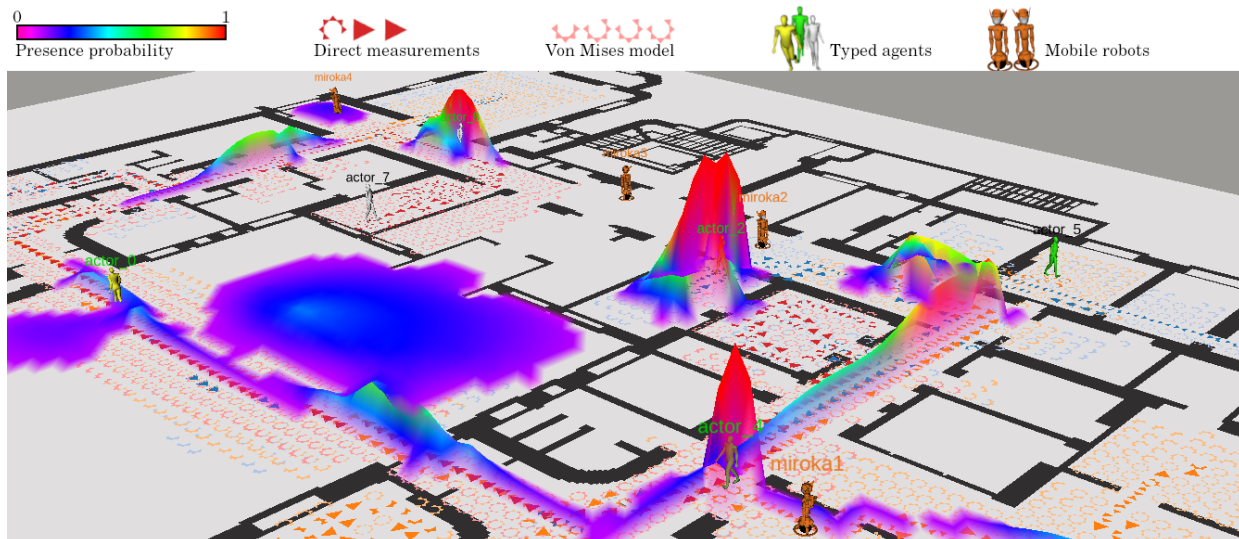 0 1
Presence probability
Direct measurements
Von Mises model
Typed agents
Mobile robots
miroka4
miroka3
actor_7
miroka2
actor_2
actor_5
actor_0
actor_4
miroka1